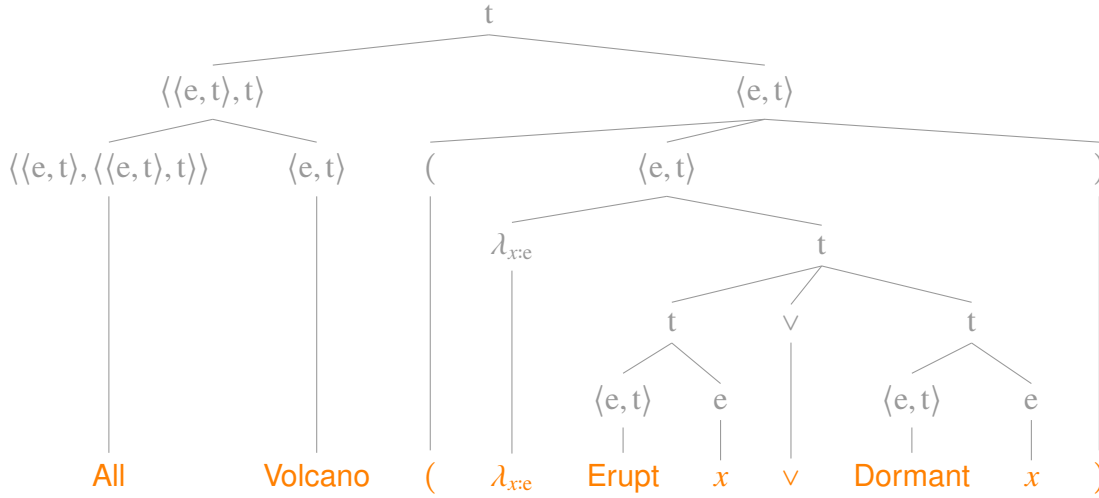 t
⟨⟨e, t⟩, t⟩ ⟨e, t⟩
⟨⟨e, t⟩, ⟨⟨e, t⟩, t⟩⟩ ⟨e, t⟩ ( ⟨e, t⟩ )
λx:e t
t ∨ t
⟨e, t⟩ e ⟨e, t⟩ e
All Volcano ( λx:e Erupt x ∨ Dormant x )